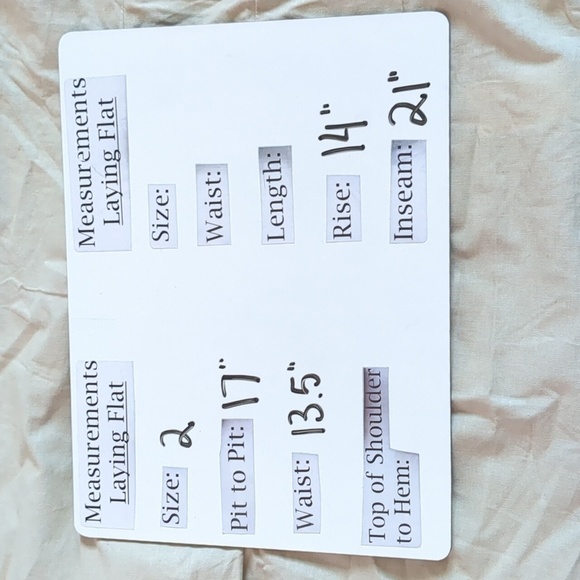 Measurements
Laying Flat
Size: 2
Pit to Pit: 17"
Waist: 13.5"
Top of Shoulder
to Hem:
Measurements
Laying Flat
Size:
Waist:
Length:
Rise: 14"
Inseam: 21"